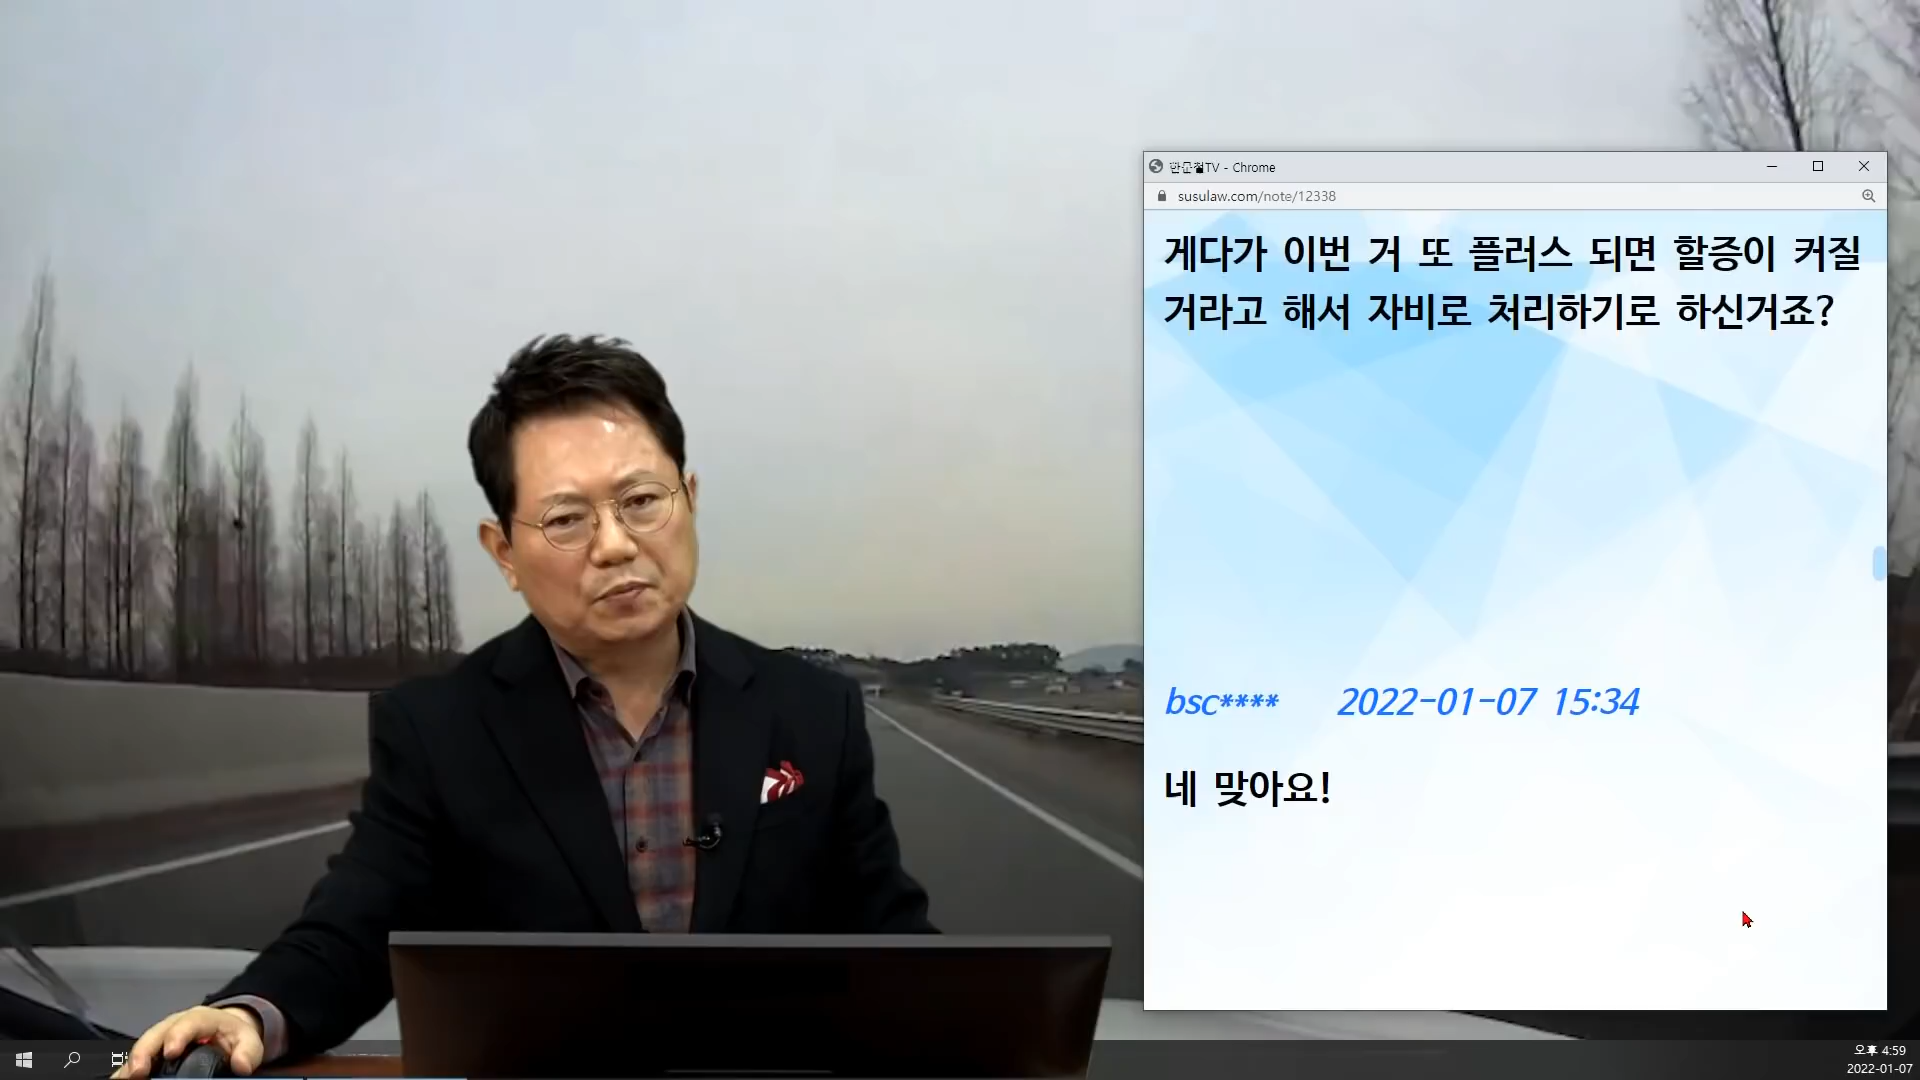 한문철TV - Chrome
susulaw.com/note/12338
게다가 이번 거 또 플러스 되면 할증이 커질
거라고 해서 자비로 처리하기로 하신거죠?
bsc**** 2022-01-07 15:34
네 맞아요!
오후 4:59
2022-01-07